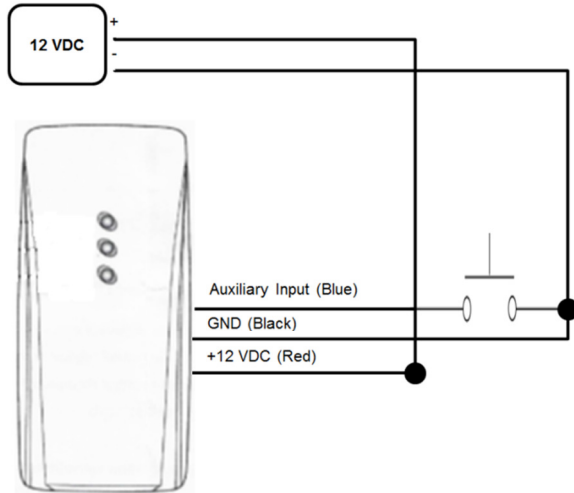 +
12 VDC
-
Auxiliary Input (Blue)
GND (Black)
+12 VDC (Red)